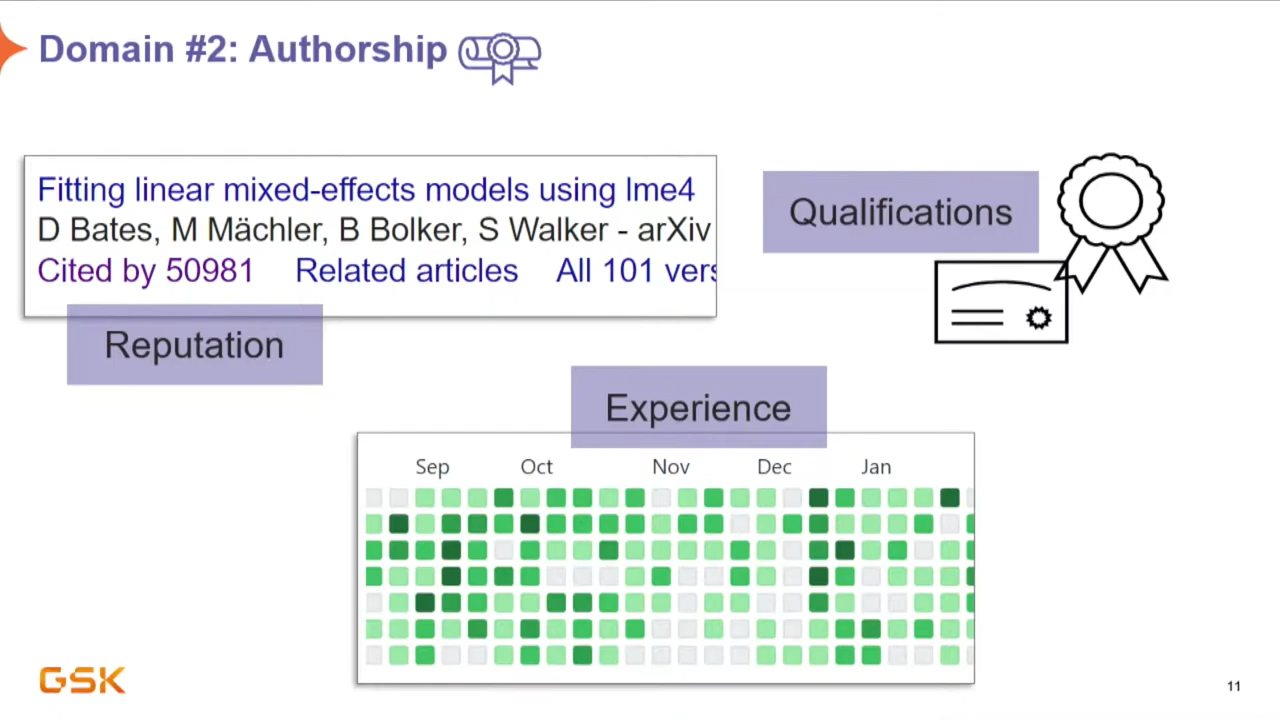 Domain #2: Authorship
Fitting linear mixed-effects models using lme4
D Bates, M Mächler, B Bolker, S Walker - arXiv
Cited by 50981 Related articles All 101 vers
Reputation
Qualifications
Experience
Sep Oct Nov Dec Jan
GSK
11